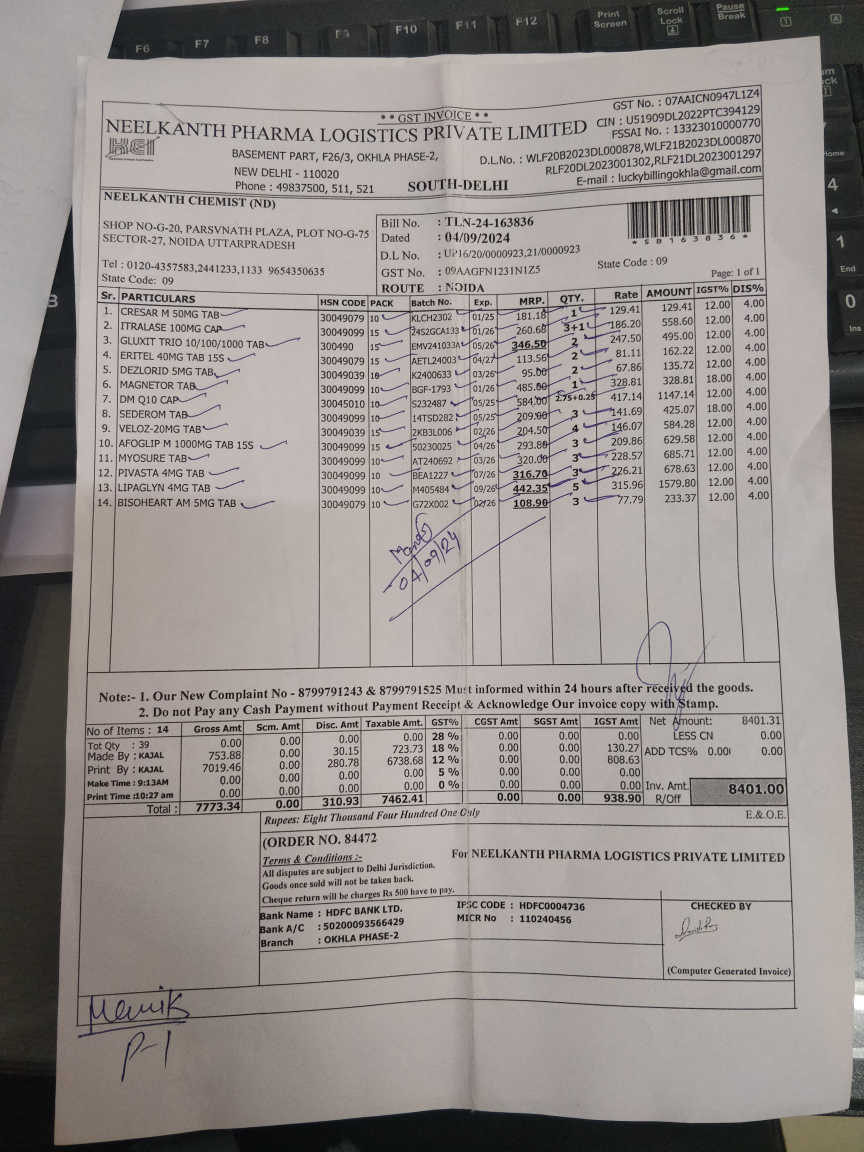 F6 F7 F8 F9 F10 F11 F12 Print Screen Scroll Lock Pause Break
** GST INVOICE **
NEELKANTH PHARMA LOGISTICS PRIVATE LIMITED
KEI
BASEMENT PART, F26/3, OKHLA PHASE-2,
NEW DELHI - 110020
Phone : 49837500, 511, 521
SOUTH-DELHI
GST No. : 07AAICN0947L1Z4
CIN : U51909DL2022PTC394129
FSSAI No. : 13323010000770
D.L.No. : WLF20B2023DL000878,WLF21B2023DL000870
RLF20DL2023001302,RLF21DL2023001297
E-mail : luckybillingokhla@gmail.com
NEELKANTH CHEMIST (ND)
SHOP NO-G-20, PARSVNATH PLAZA, PLOT NO-G-75
SECTOR-27, NOIDA UTTARPRADESH
Tel : 0120-4357583,2441233,1133 9654350635
State Code: 09
Bill No. : TLN-24-163836
Dated : 04/09/2024
D.L No. : UP16/20/0000923,21/0000923
GST No. : 09AAGFN1231N1Z5
ROUTE : NOIDA
*SB163836*
State Code : 09
Page: 1 of 1
Sr. PARTICULARS HSN CODE PACK Batch No. Exp. MRP. QTY. Rate AMOUNT IGST% DIS%
1. CRESAR M 50MG TAB 30049079 10 KLCH2302 01/25 181.18 1 129.41 129.41 12.00 4.00
2. ITRALASE 100MG CAP 30049099 15 24S2GCA133 01/26 260.68 3+1 186.20 558.60 12.00 4.00
3. GLUXIT TRIO 10/100/1000 TAB 300490 15 EMV241033A 05/26 346.50 2 247.50 495.00 12.00 4.00
4. ERITEL 40MG TAB 15S 30049079 15 AETL24003 04/27 113.56 2 81.11 162.22 12.00 4.00
5. DEZLORID 5MG TAB 30049039 10 K2400633 03/26 95.00 2 67.86 135.72 12.00 4.00
6. MAGNETOR TAB 30049099 10 BGF-1793 01/26 485.00 1 328.81 328.81 18.00 4.00
7. DM Q10 CAP 30045010 10 S232487 05/25 584.00 2.75+0.25 417.14 1147.14 12.00 4.00
8. SEDEROM TAB 30049099 10 14TSD282 05/25 209.00 3 141.69 425.07 18.00 4.00
9. VELOZ-20MG TAB 30049039 15 2KB3L006 02/26 204.50 4 146.07 584.28 12.00 4.00
10. AFOGLIP M 1000MG TAB 15S 30049099 15 50230025 04/26 293.80 3 209.86 629.58 12.00 4.00
11. MYOSURE TAB 30049099 10 AT240692 03/26 320.00 3 228.57 685.71 12.00 4.00
12. PIVASTA 4MG TAB 30049099 10 BEA1227 07/26 316.70 3 226.21 678.63 12.00 4.00
13. LIPAGLYN 4MG TAB 30049099 10 M405484 09/26 442.35 5 315.96 1579.80 12.00 4.00
14. BISOHEART AM 5MG TAB 30049079 10 G72X002 02/26 108.90 3 77.79 233.37 12.00 4.00
04/09/24
Note:- 1. Our New Complaint No - 8799791243 & 8799791525 Must informed within 24 hours after received the goods.
2. Do not Pay any Cash Payment without Payment Receipt & Acknowledge Our invoice copy with Stamp.
No of Items : 14 Gross Amt Scm. Amt Disc. Amt Taxable Amt. GST% CGST Amt SGST Amt IGST Amt Net Amount: 8401.31
Tot Qty : 39 0.00 0.00 0.00 0.00 28 % 0.00 0.00 0.00 LESS CN 0.00
Made By : KAJAL 753.88 0.00 30.15 723.73 18 % 0.00 0.00 130.27 ADD TCS% 0.00 0.00
Print By : KAJAL 7019.46 0.00 280.78 6738.68 12 % 0.00 0.00 808.63
Make Time : 9:13AM 0.00 0.00 0.00 0.00 5 % 0.00 0.00 0.00
Print Time :10:27 am 0.00 0.00 0.00 0.00 0 % 0.00 0.00 0.00 Inv. Amt. 8401.00
Total : 7773.34 0.00 310.93 7462.41 0.00 0.00 938.90 R/Off
Rupees: Eight Thousand Four Hundred One Only E.&.O.E.
(ORDER NO. 84472
Terms & Conditions :-
All disputes are subject to Delhi Jurisdiction.
Goods once sold will not be taken back.
Cheque return will be charges Rs 500 have to pay.
For NEELKANTH PHARMA LOGISTICS PRIVATE LIMITED
Bank Name : HDFC BANK LTD.
Bank A/C : 50200093566429
Branch : OKHLA PHASE-2
IFSC CODE : HDFC0004736
MICR No : 110240456
CHECKED BY
(Computer Generated Invoice)
P-1